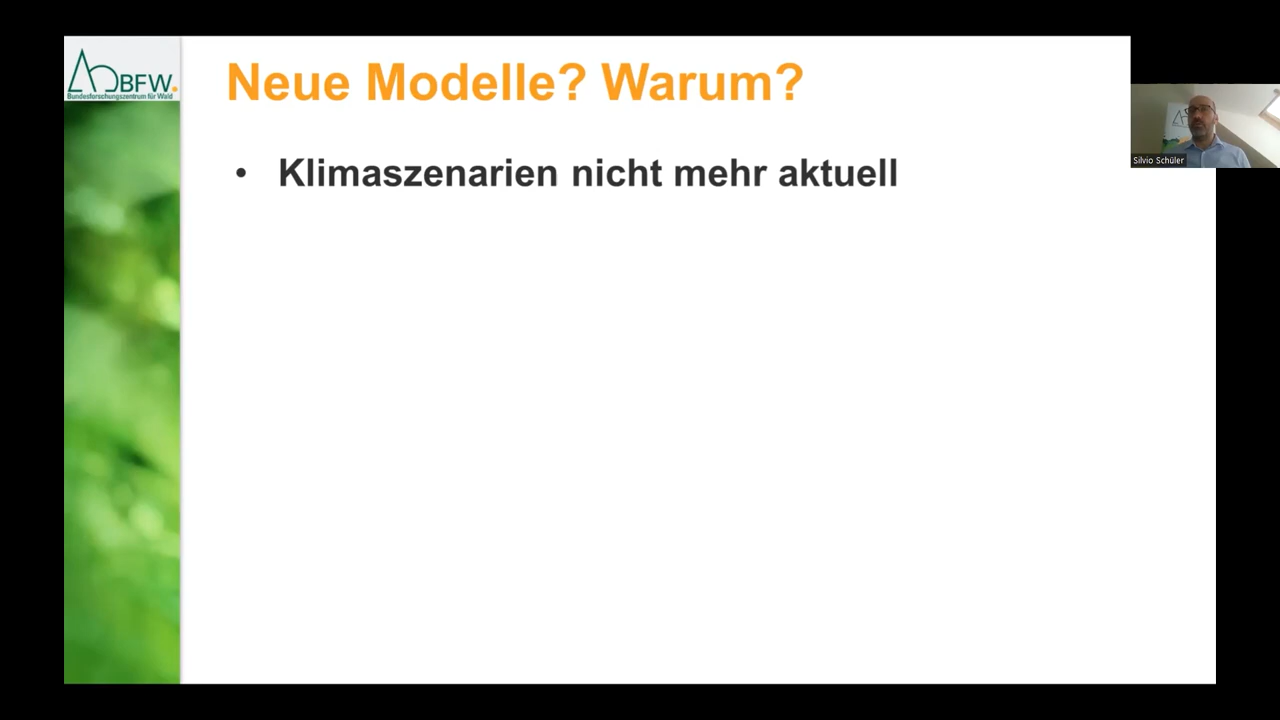 BFW.
Bundesforschungszentrum für Wald
Neue Modelle? Warum?
• Klimaszenarien nicht mehr aktuell
Silvio Schüler